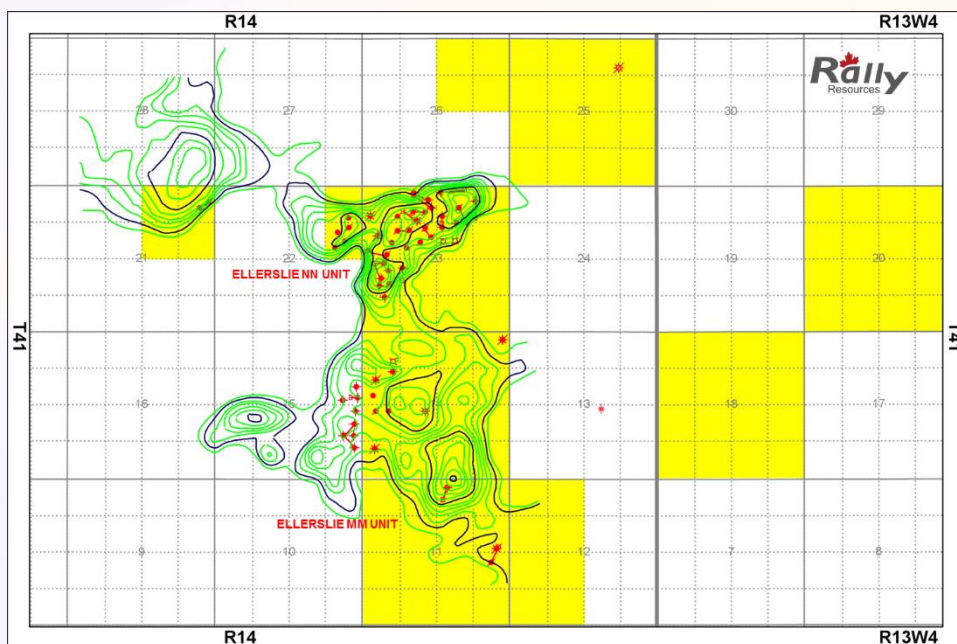 R14 R13W4
Rally
Resources
28 27 26 25 30 29
21 22 23 24 19 20
ELLERSLIE NN UNIT
T41 T41
16 15 14 13 18 17
ELLERSLIE MM UNIT
9 10 11 12 7 8
R14 R13W4